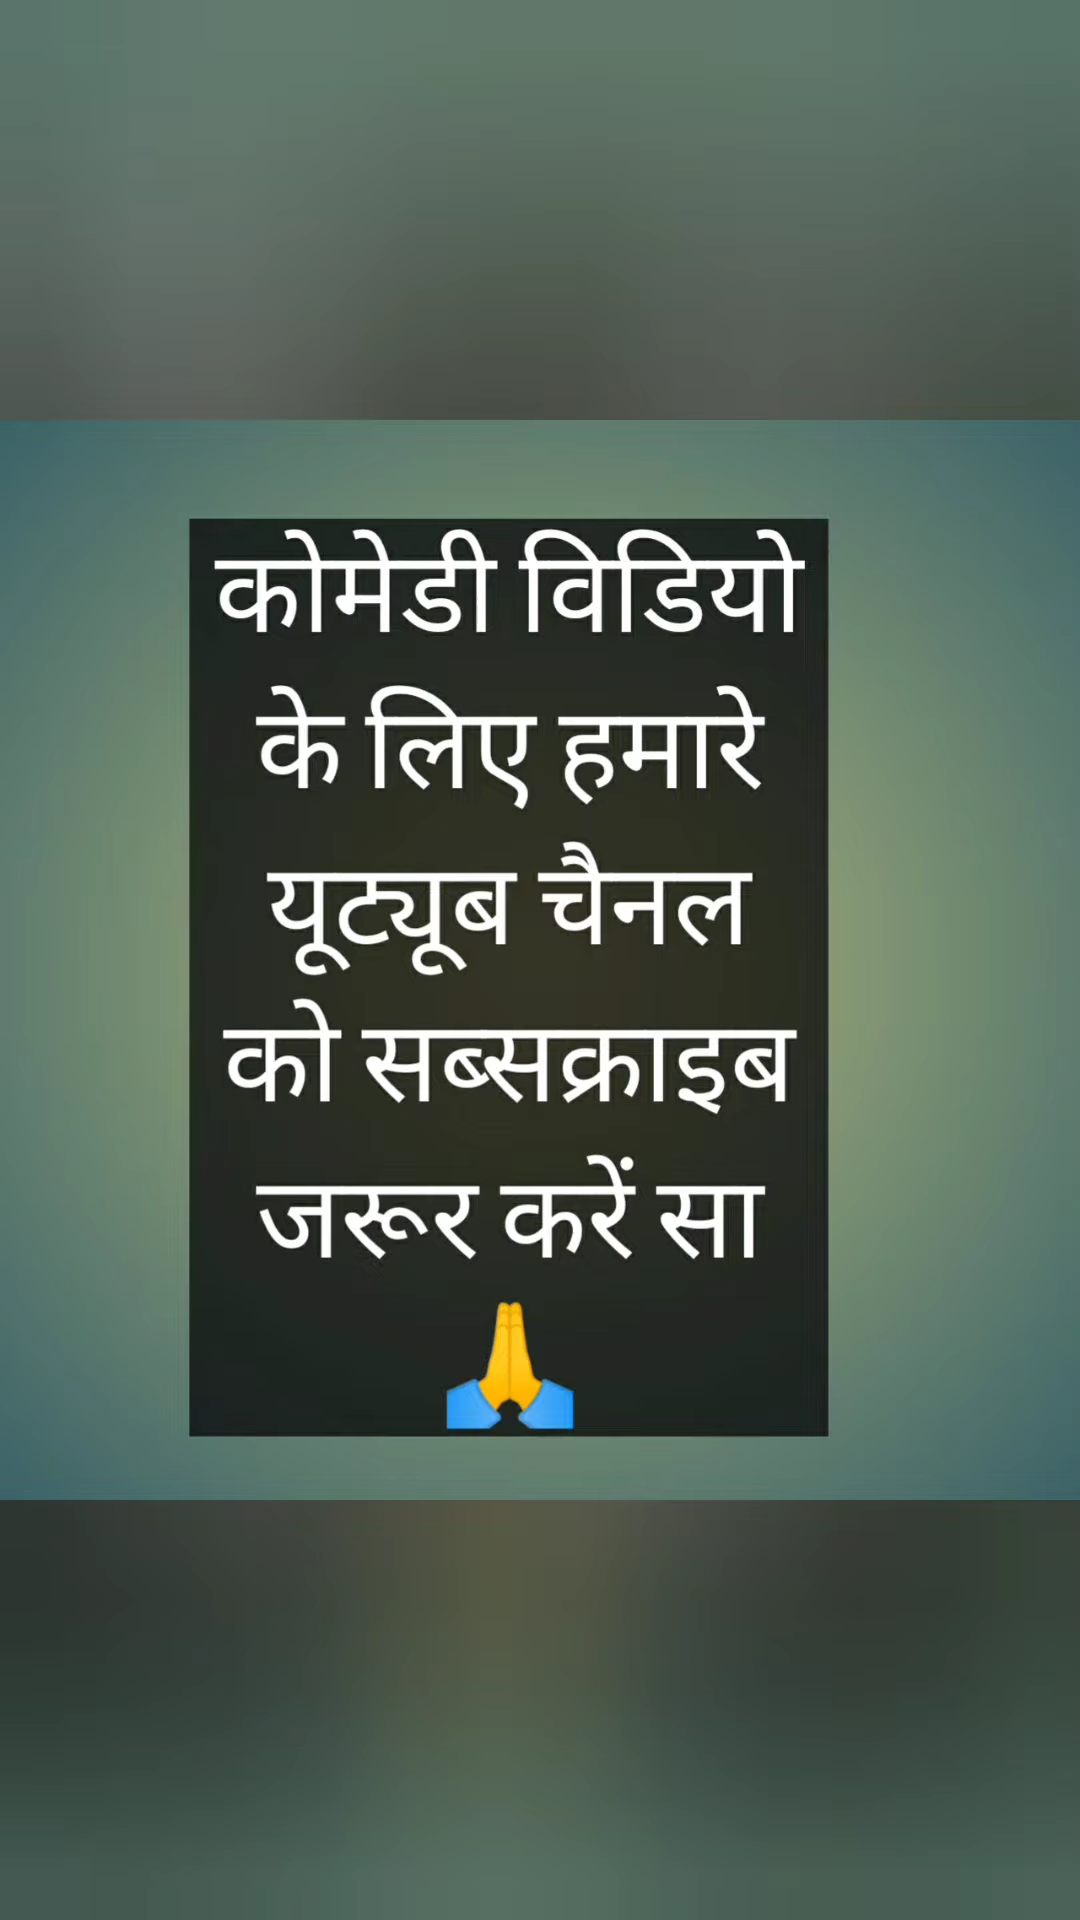 कोमेडी विडियो
के लिए हमारे
यूट्यूब चैनल
को सब्सक्राइब
जरूर करें सा
🙏